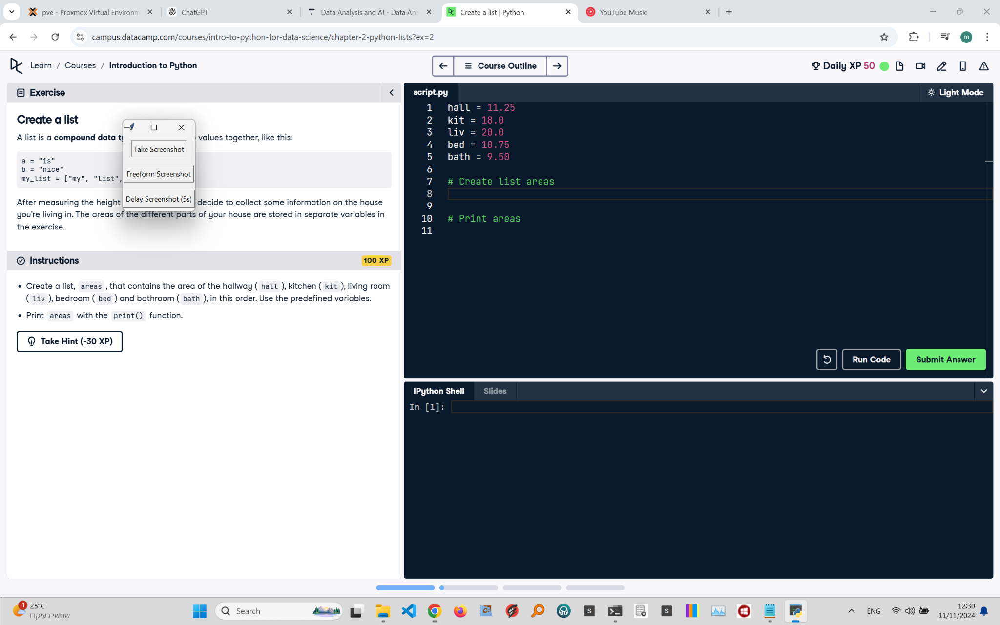 pve - Proxmox Virtual Environm
ChatGPT
Data Analysis and AI - Data Ana
Create a list | Python
YouTube Music
campus.datacamp.com/courses/intro-to-python-for-data-science/chapter-2-python-lists?ex=2
m
Learn / Courses / Introduction to Python
Course Outline
Daily XP 50
Exercise
Create a list
A list is a compound data ty
values together, like this:
a = "is"
b = "nice"
my_list = ["my", "list",
After measuring the height
decide to collect some information on the house
you're living in. The areas of the different parts of your house are stored in separate variables in
the exercise.
Take Screenshot
Freeform Screenshot
Delay Screenshot (5s)
Instructions
100 XP
Create a list, areas , that contains the area of the hallway ( hall ), kitchen ( kit ), living room
( liv ), bedroom ( bed ) and bathroom ( bath ), in this order. Use the predefined variables.
Print areas with the print() function.
Take Hint (-30 XP)
script.py
Light Mode
1 hall = 11.25
2 kit = 18.0
3 liv = 20.0
4 bed = 10.75
5 bath = 9.50
6
7 # Create list areas
8
9
10 # Print areas
11
Run Code
Submit Answer
IPython Shell
Slides
In [1]:
1
25°C
שמשי בעיקרו
Search
S
S
ENG
12:30
11/11/2024